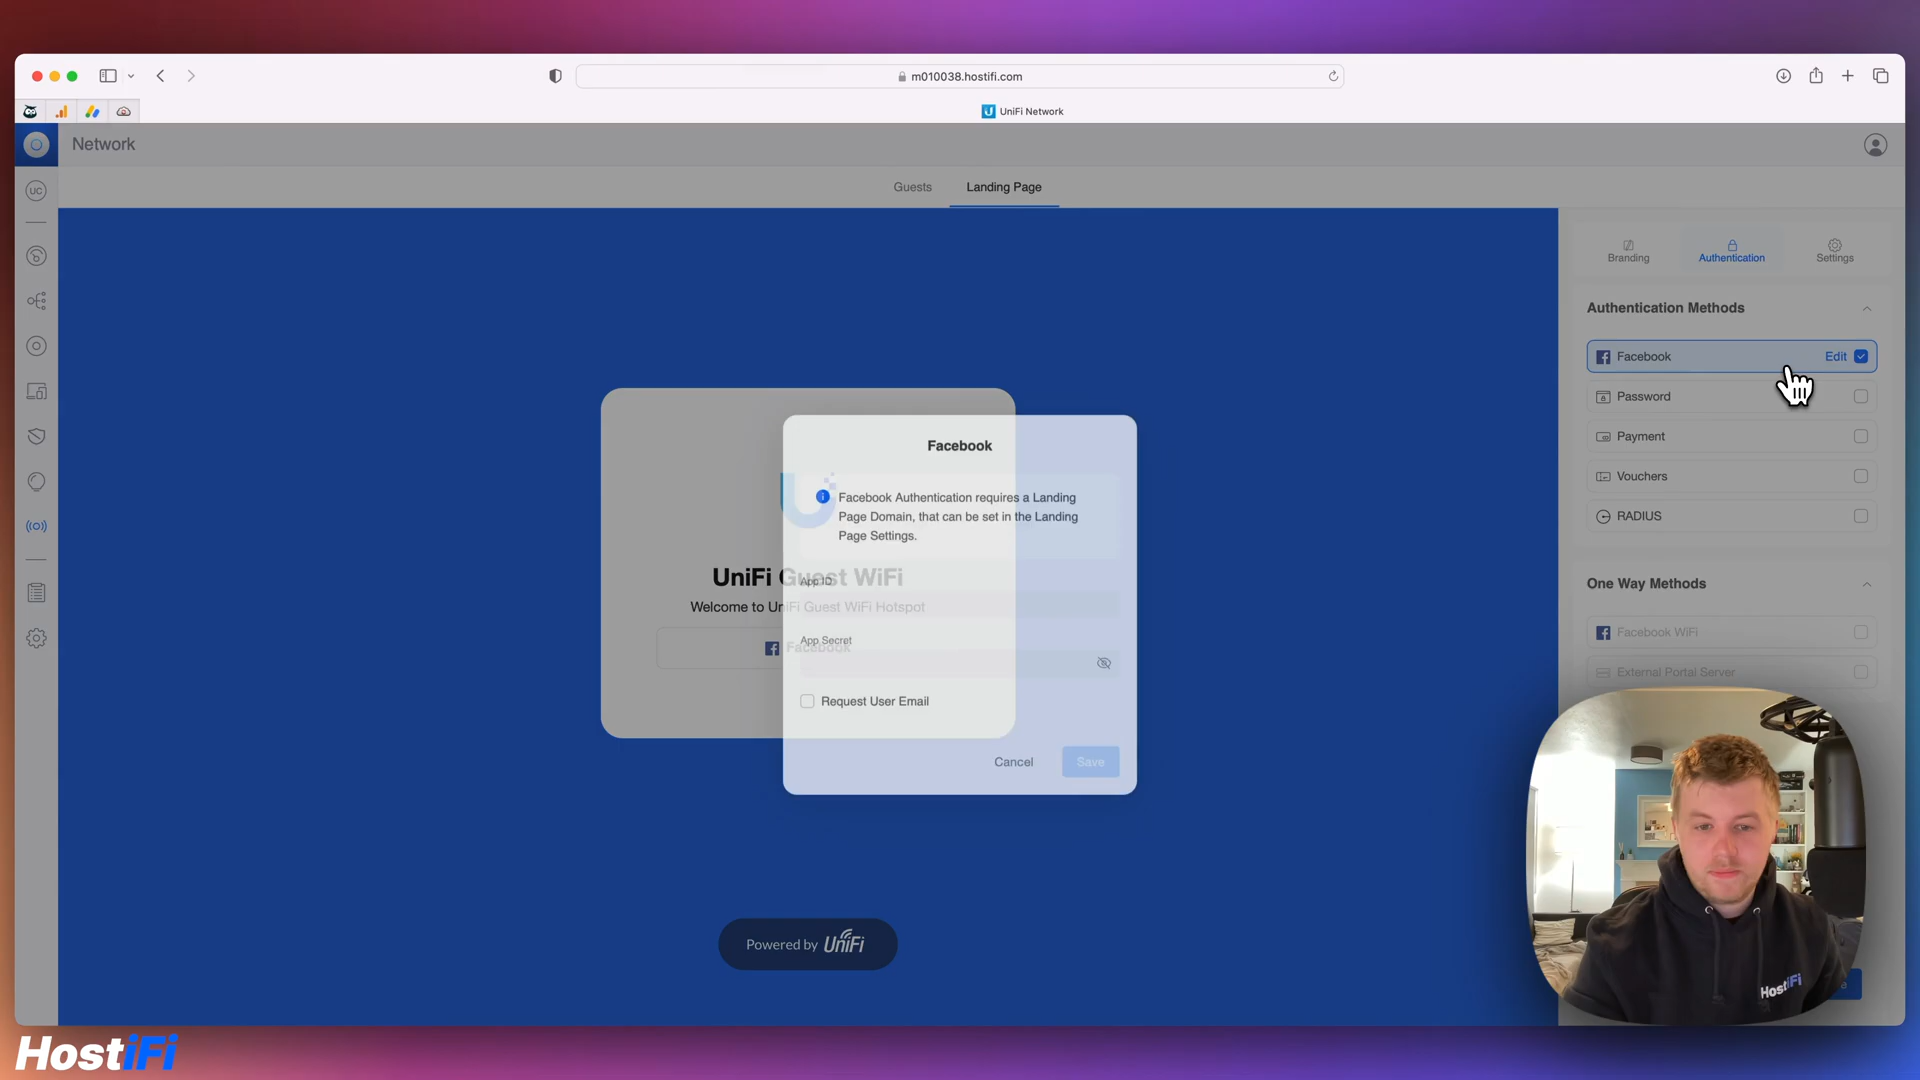 m010038.hostifi.com
UniFi Network
Network
UC
Guests
Landing Page
Branding
Authentication
Settings
Authentication Methods
Facebook
Edit
Password
Payment
Vouchers
RADIUS
One Way Methods
Facebook WiFi
External Portal Server
Facebook
Facebook Authentication requires a Landing
Page Domain, that can be set in the Landing
Page Settings.
App ID
App Secret
Request User Email
Cancel
Save
UniFi Guest WiFi
Welcome to UniFi Guest WiFi Hotspot
Facebook
Powered by UniFi
HostiFi
HostiFi